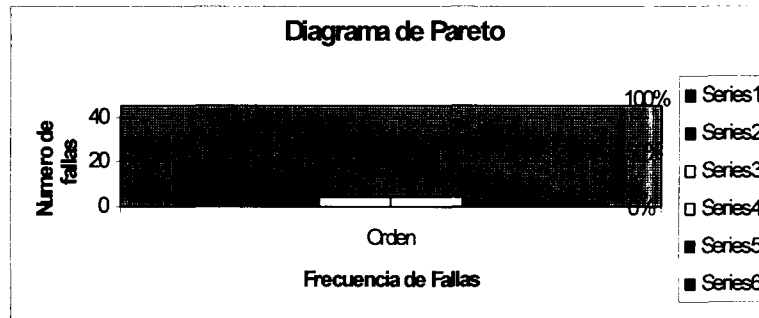 Diagrama de Pareto
Numero de
fallas
40
20
0
100%
0%
Orden
Frecuencia de Fallas
Series1
Series2
Series3
Series4
Series5
Series6